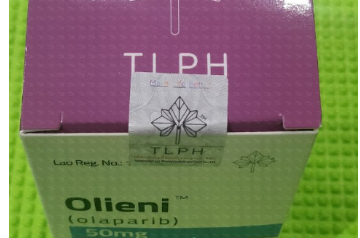 TLPH
TLPH
Lao Reg. No.:
Olieni™
(olaparib)
50mg